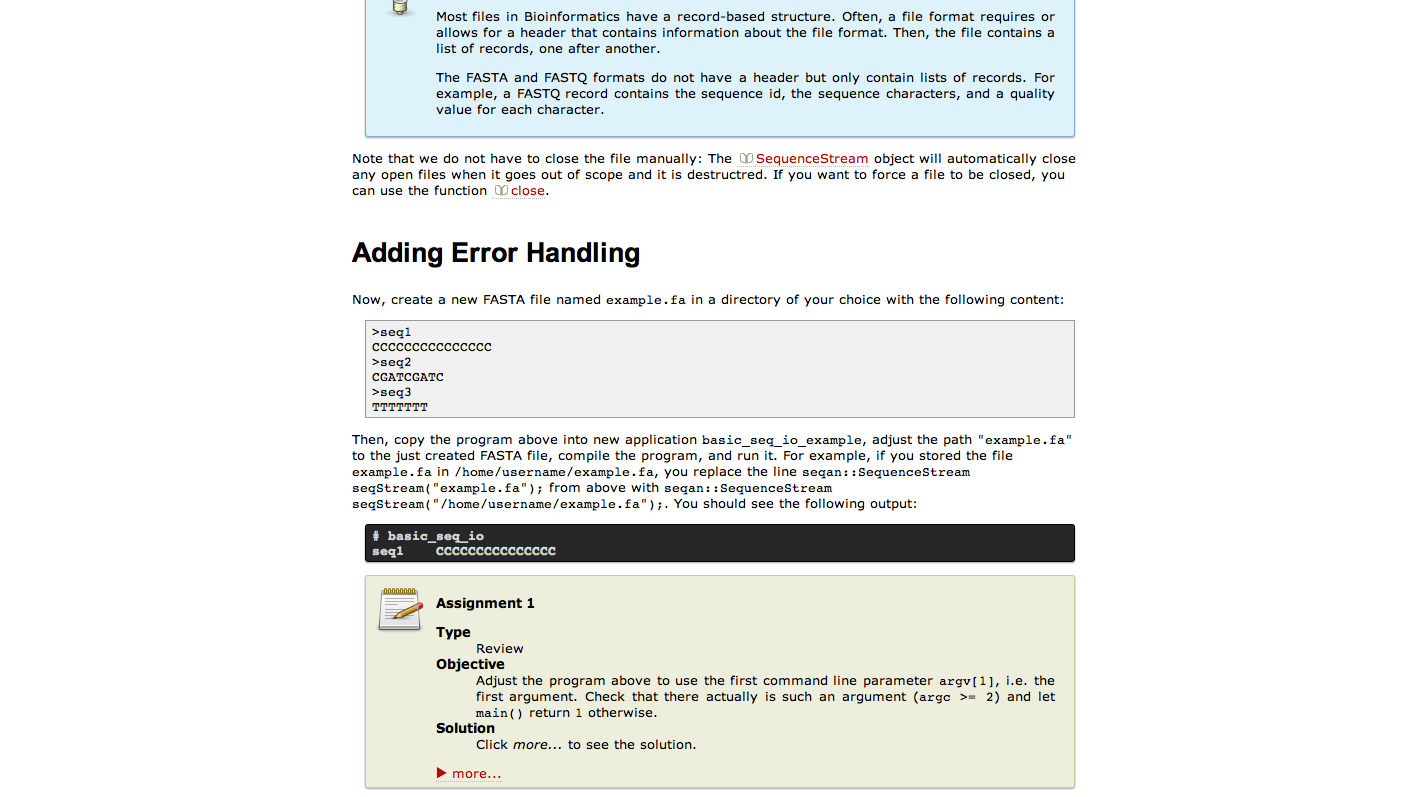 Most files in Bioinformatics have a record-based structure. Often, a file format requires or
allows for a header that contains information about the file format. Then, the file contains a
list of records, one after another.
The FASTA and FASTQ formats do not have a header but only contain lists of records. For
example, a FASTQ record contains the sequence id, the sequence characters, and a quality
value for each character.
Note that we do not have to close the file manually: The SequenceStream object will automatically close
any open files when it goes out of scope and it is destructred. If you want to force a file to be closed, you
can use the function close.
Adding Error Handling
Now, create a new FASTA file named example.fa in a directory of your choice with the following content:
>seq1
CCCCCCCCCCCCCCC
>seq2
CGATCGATC
>seq3
TTTTTTT
Then, copy the program above into new application basic_seq_io_example, adjust the path "example.fa"
to the just created FASTA file, compile the program, and run it. For example, if you stored the file
example.fa in /home/username/example.fa, you replace the line seqan::SequenceStream
seqStream("example.fa"); from above with seqan::SequenceStream
seqStream("/home/username/example.fa");. You should see the following output:
# basic_seq_io
seq1    CCCCCCCCCCCCCCC
Assignment 1
Type
Review
Objective
Adjust the program above to use the first command line parameter argv[1], i.e. the
first argument. Check that there actually is such an argument (argc >= 2) and let
main() return 1 otherwise.
Solution
Click more... to see the solution.
more...